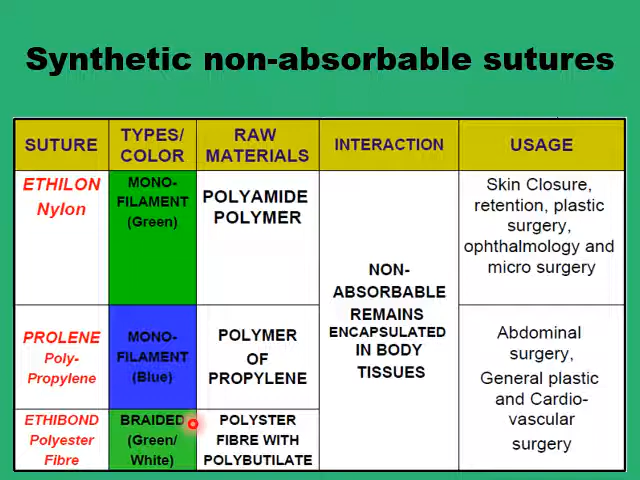 Synthetic non-absorbable sutures
SUTURE
TYPES/
COLOR
RAW
MATERIALS
INTERACTION
USAGE
ETHILON
Nylon
MONO-
FILAMENT
(Green)
POLYAMIDE
POLYMER
NON-
ABSORBABLE
REMAINS
ENCAPSULATED
IN BODY
TISSUES
Skin Closure,
retention, plastic
surgery,
ophthalmology and
micro surgery
PROLENE
Poly-
Propylene
MONO-
FILAMENT
(Blue)
POLYMER
OF
PROPYLENE
Abdominal
surgery,
General plastic
and Cardio-
vascular
surgery
ETHIBOND
Polyester
Fibre
BRAIDED
(Green/
White)
POLYSTER
FIBRE WITH
POLYBUTILATE